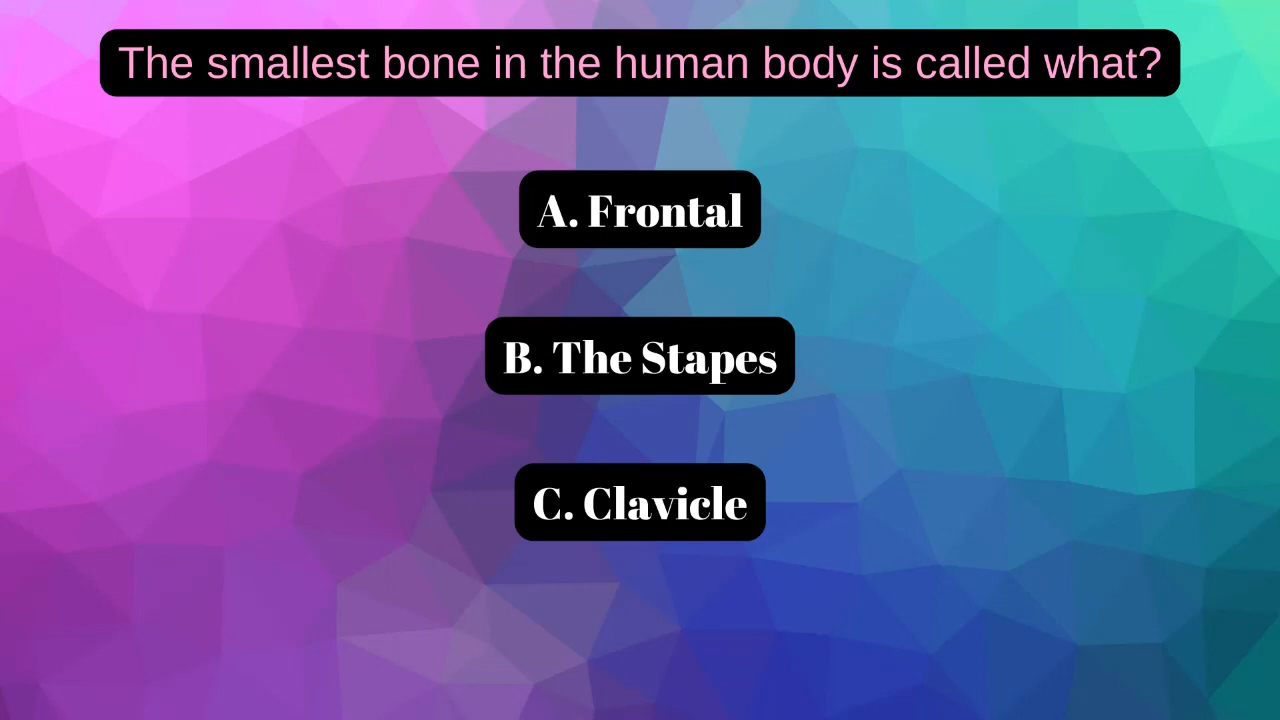 The smallest bone in the human body is called what?
A. Frontal
B. The Stapes
C. Clavicle